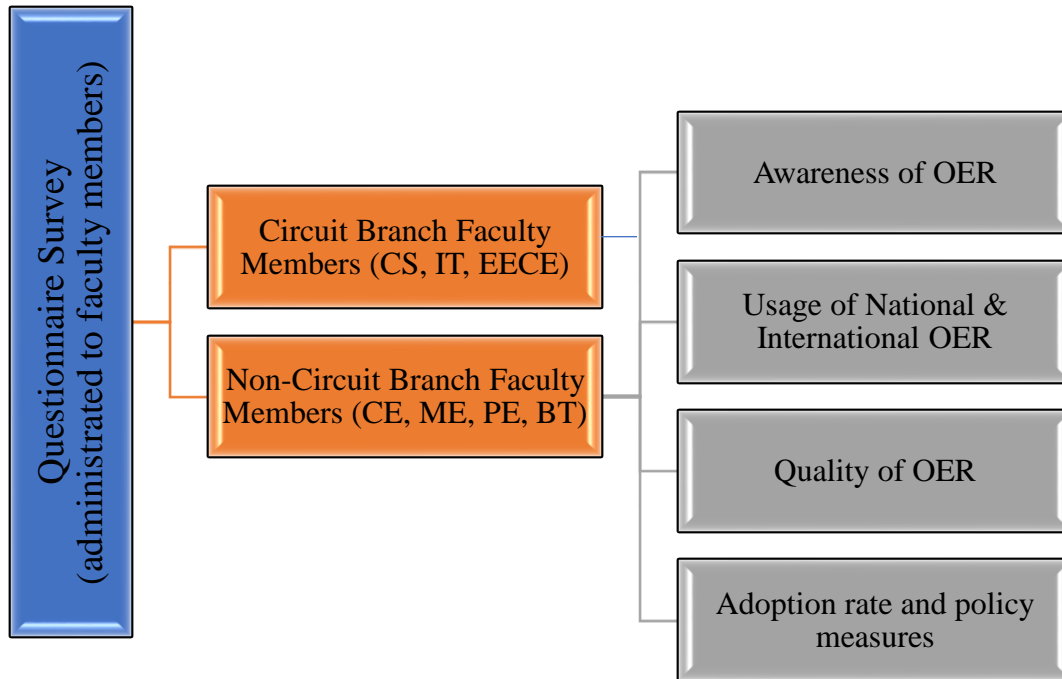 Questionnaire Survey
(administrated to faculty members)
Circuit Branch Faculty
Members (CS, IT, EECE)
Non-Circuit Branch Faculty
Members (CE, ME, PE, BT)
Awareness of OER
Usage of National &
International OER
Quality of OER
Adoption rate and policy
measures